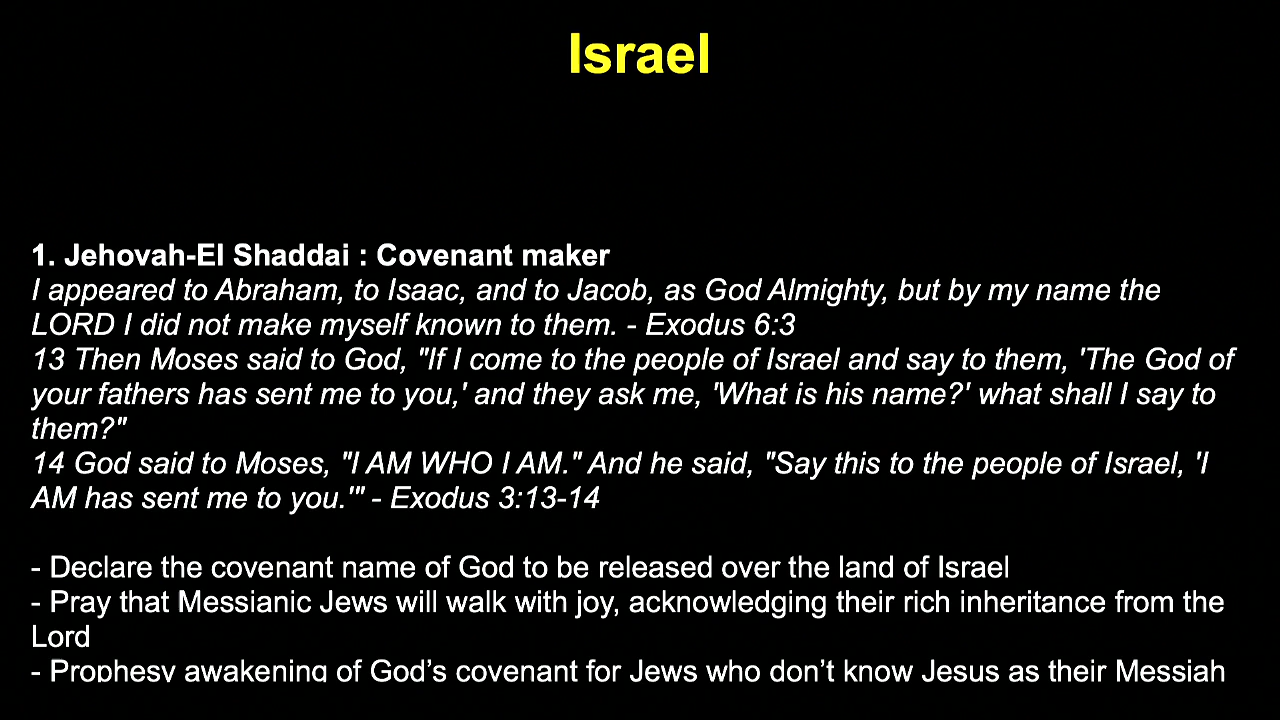 Israel
1. Jehovah-El Shaddai : Covenant maker
I appeared to Abraham, to Isaac, and to Jacob, as God Almighty, but by my name the
LORD I did not make myself known to them. - Exodus 6:3
13 Then Moses said to God, "If I come to the people of Israel and say to them, 'The God of
your fathers has sent me to you,' and they ask me, 'What is his name?' what shall I say to
them?"
14 God said to Moses, "I AM WHO I AM." And he said, "Say this to the people of Israel, 'I
AM has sent me to you.'" - Exodus 3:13-14
- Declare the covenant name of God to be released over the land of Israel
- Pray that Messianic Jews will walk with joy, acknowledging their rich inheritance from the
Lord
- Prophesy awakening of God’s covenant for Jews who don’t know Jesus as their Messiah